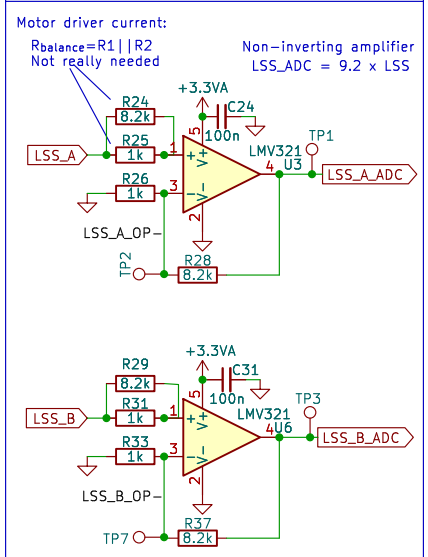 Motor driver current:
Rbalance=R1||R2
Not really needed
Non-inverting amplifier
LSS_ADC = 9.2 x LSS
+3.3VA
R24
8.2k
C24
100n
TP1
R25
1k
LSS_A
1
5
V+
+
LMV321
U3
4
LSS_A_ADC
R26
1k
3
V-
-
2
LSS_A_OP-
TP2
R28
8.2k
+3.3VA
R29
8.2k
C31
100n
TP3
R31
1k
LSS_B
1
5
V+
+
LMV321
U6
4
LSS_B_ADC
R33
1k
3
V-
-
2
LSS_B_OP-
TP7
R37
8.2k